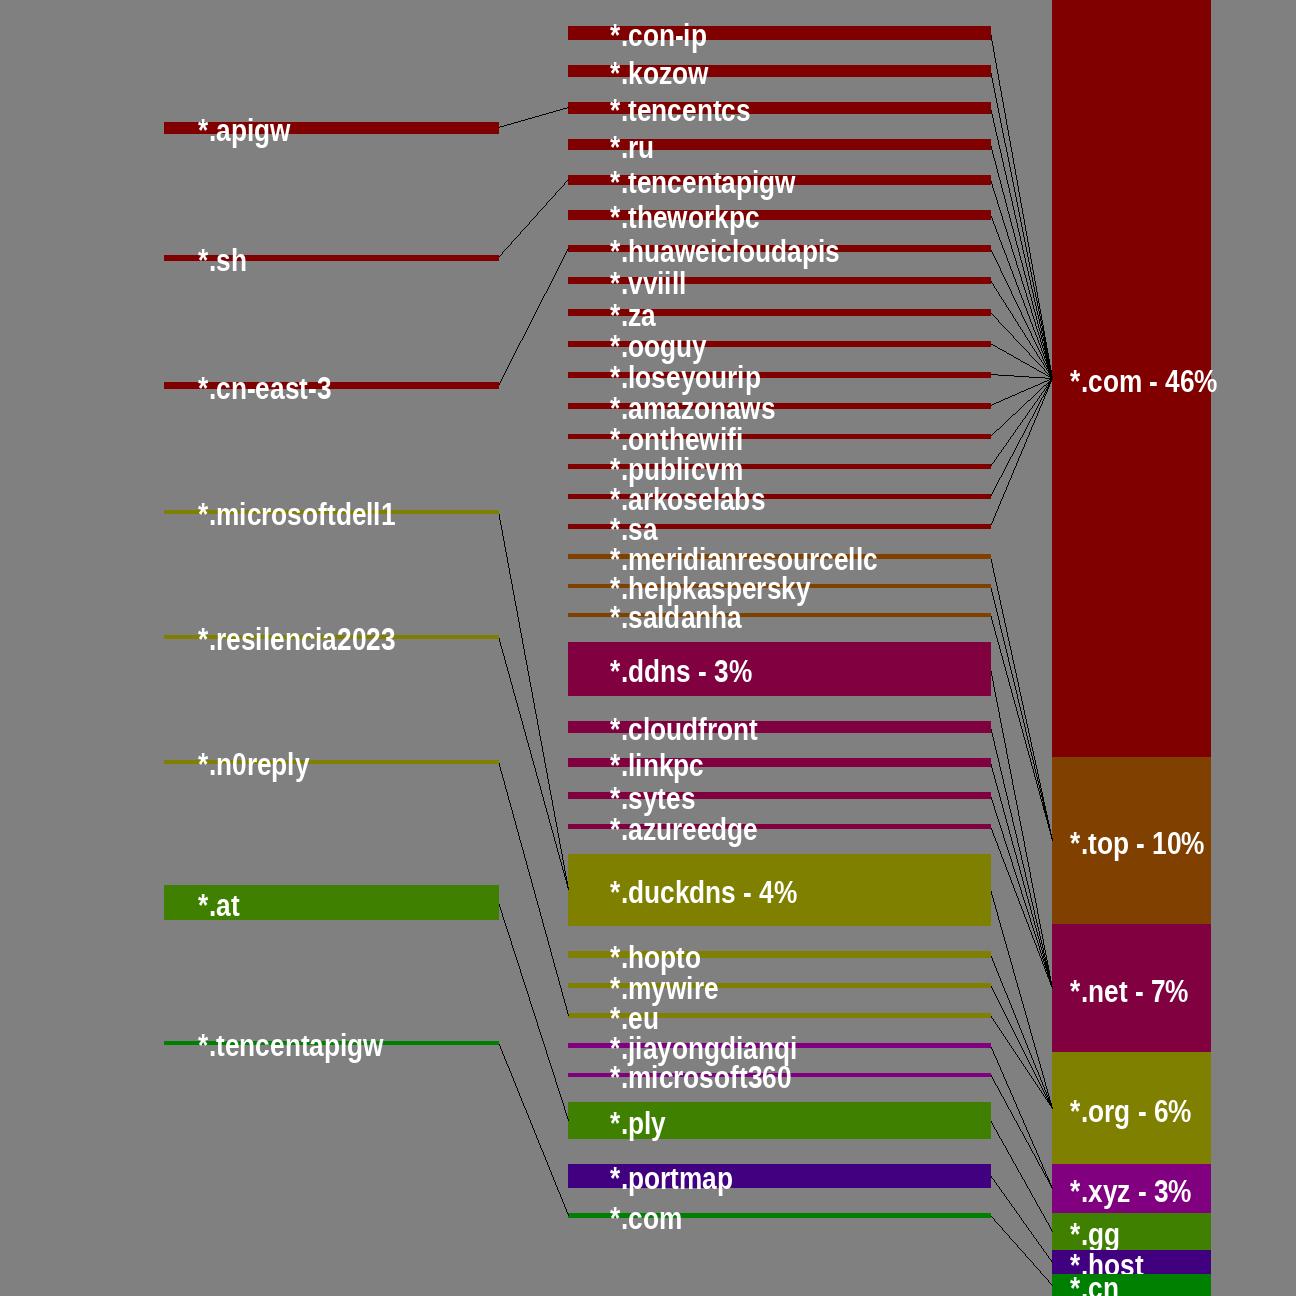 *.apigw
*.sh
*.cn-east-3
*.microsoftdell1
*.resilencia2023
*.n0reply
*.at
*.tencentapigw
*.con-ip
*.kozow
*.tencentcs
*.ru
*.tencentapigw
*.theworkpc
*.huaweicloudapis
*.vviill
*.za
*.ooguy
*.loseyourip
*.amazonaws
*.onthewifi
*.publicvm
*.arkoselabs
*.sa
*.meridianresourcellc
*.helpkaspersky
*.saldanha
*.ddns - 3%
*.cloudfront
*.linkpc
*.sytes
*.azureedge
*.duckdns - 4%
*.hopto
*.mywire
*.eu
*.jiayongdianqi
*.microsoft360
*.ply
*.portmap
*.com
*.com - 46%
*.top - 10%
*.net - 7%
*.org - 6%
*.xyz - 3%
*.gg
*.host
*.cn